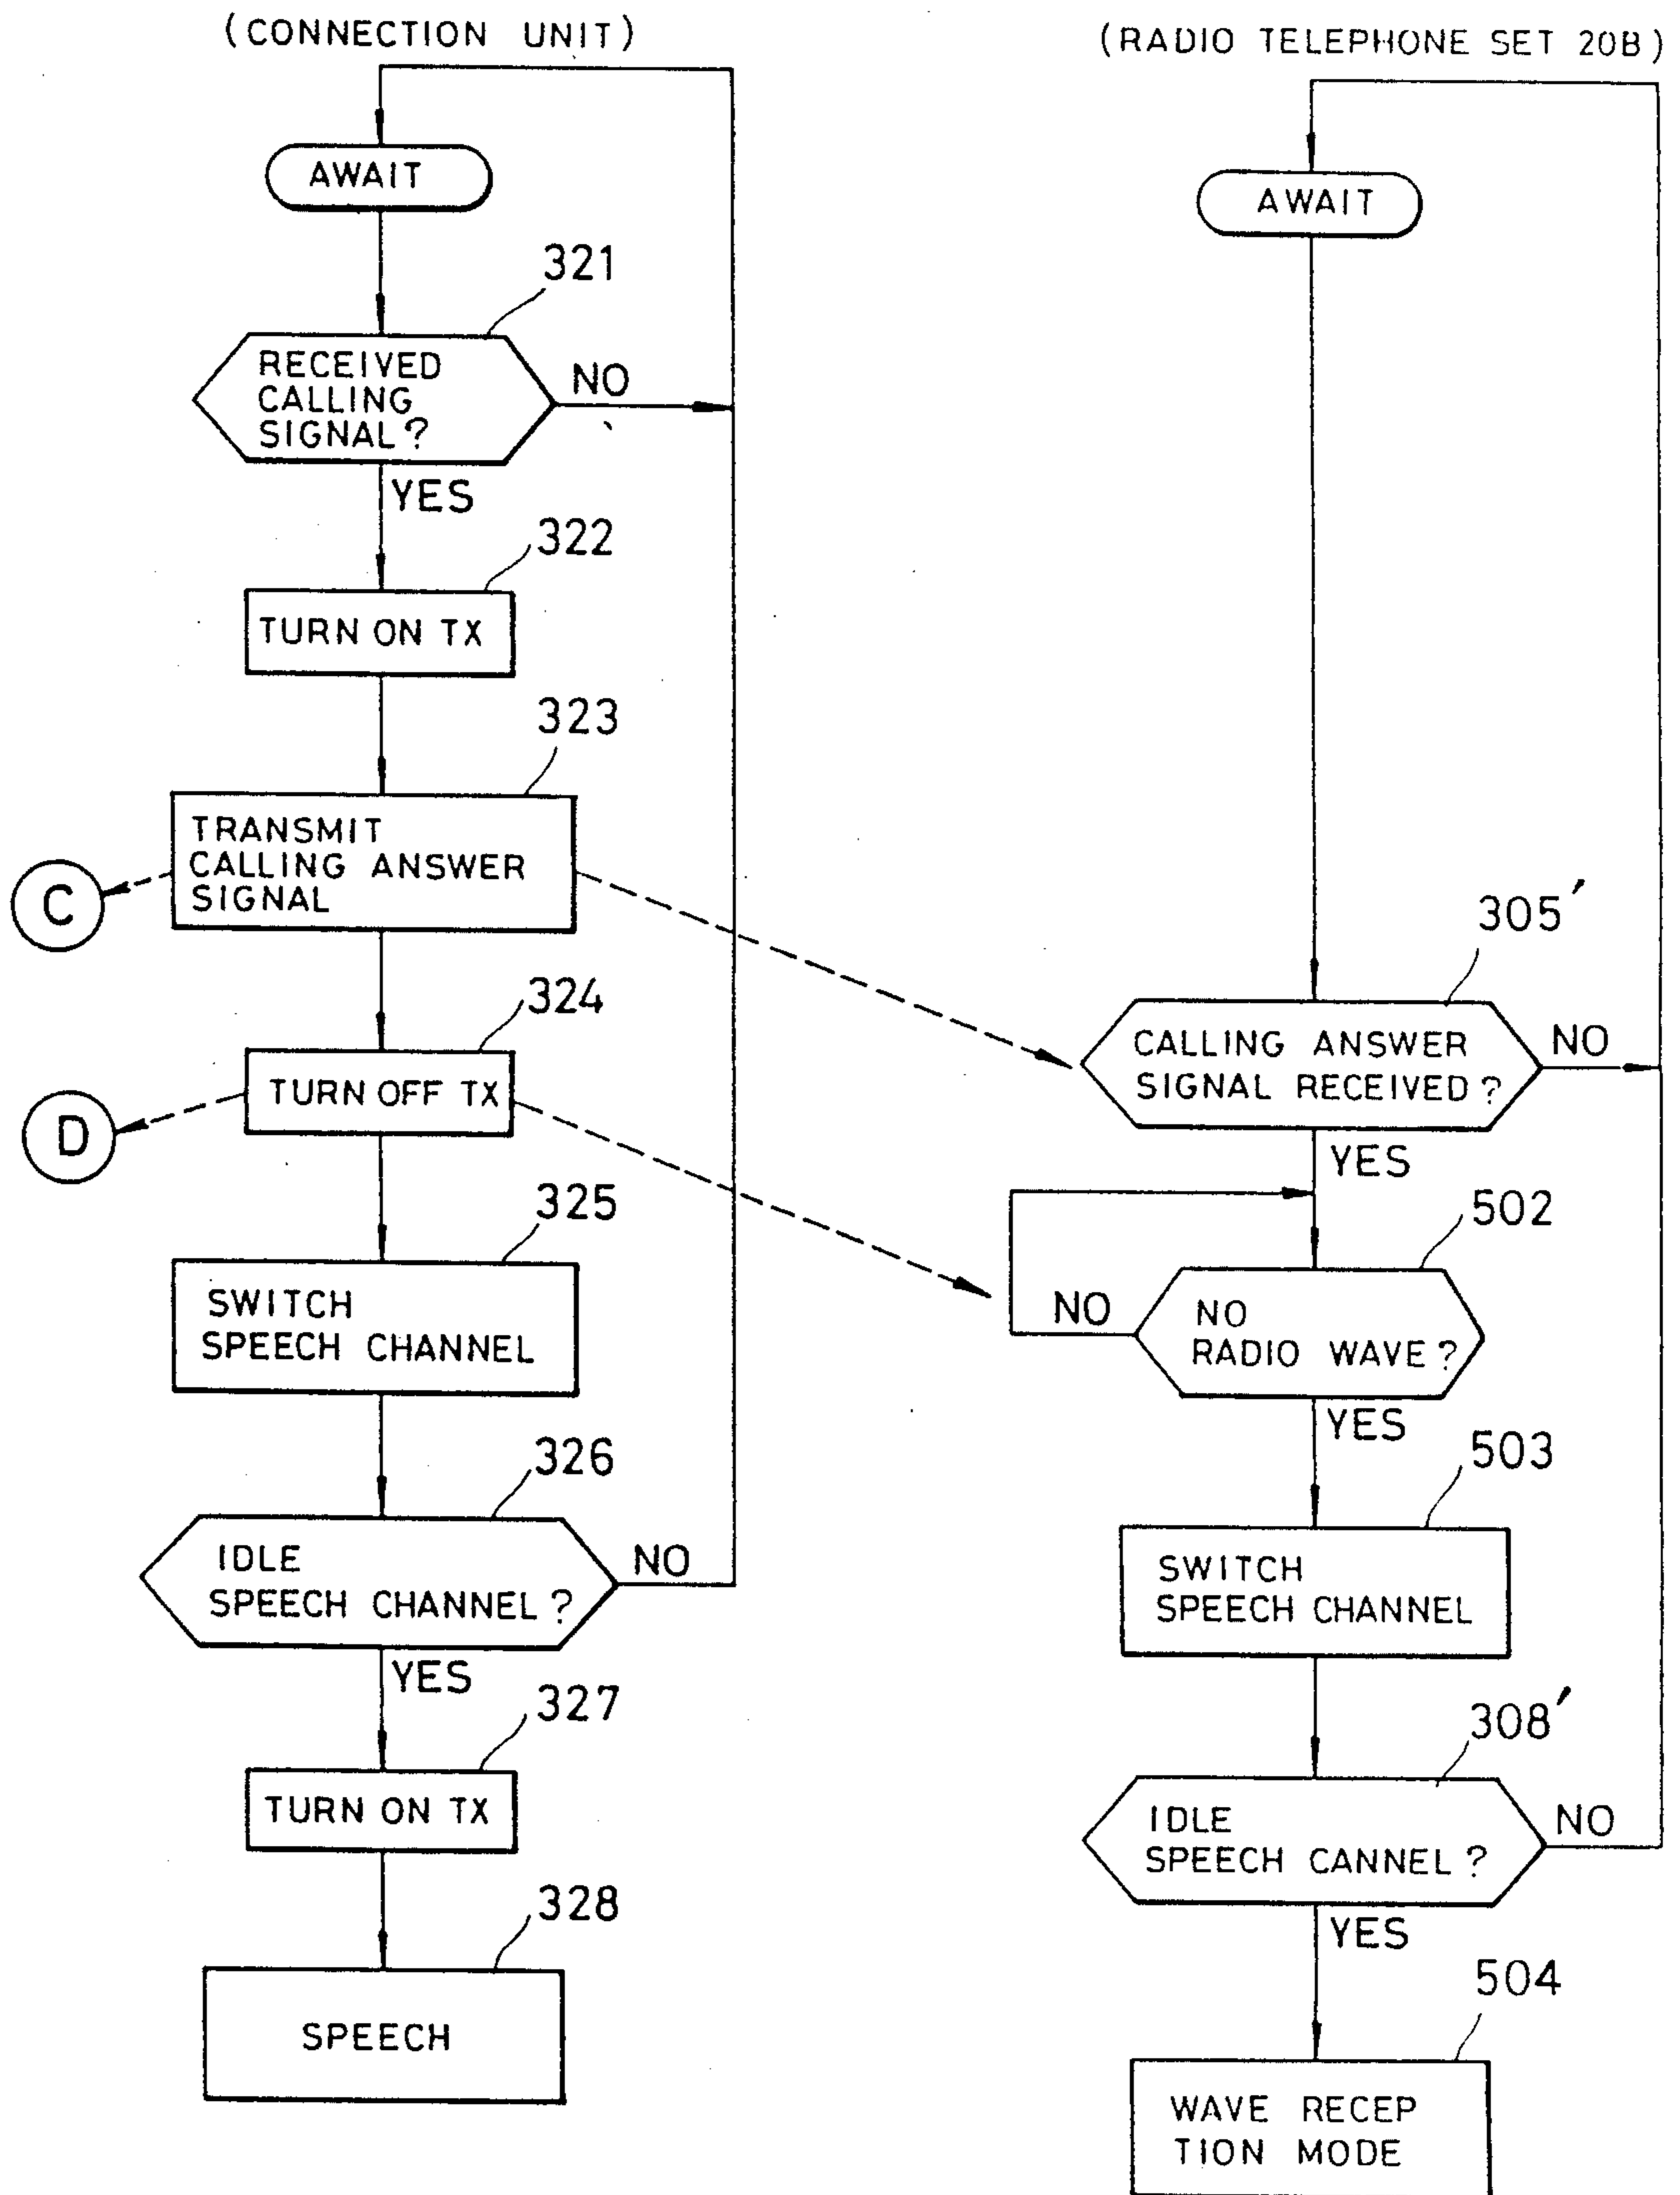 (CONNECTION UNIT)
AWAIT
321
RECEIVED
CALLING
SIGNAL?
NO
YES
322
TURN ON TX
323
TRANSMIT
CALLING ANSWER
SIGNAL
C
324
TURN OFF TX
D
325
SWITCH
SPEECH CHANNEL
326
IDLE
SPEECH CHANNEL?
NO
YES
327
TURN ON TX
328
SPEECH
(RADIO TELEPHONE SET 20B)
AWAIT
305'
CALLING ANSWER
SIGNAL RECEIVED?
NO
YES
502
NO
RADIO WAVE?
NO
YES
503
SWITCH
SPEECH CHANNEL
308'
IDLE
SPEECH CANNEL?
NO
YES
504
WAVE RECEP
TION MODE